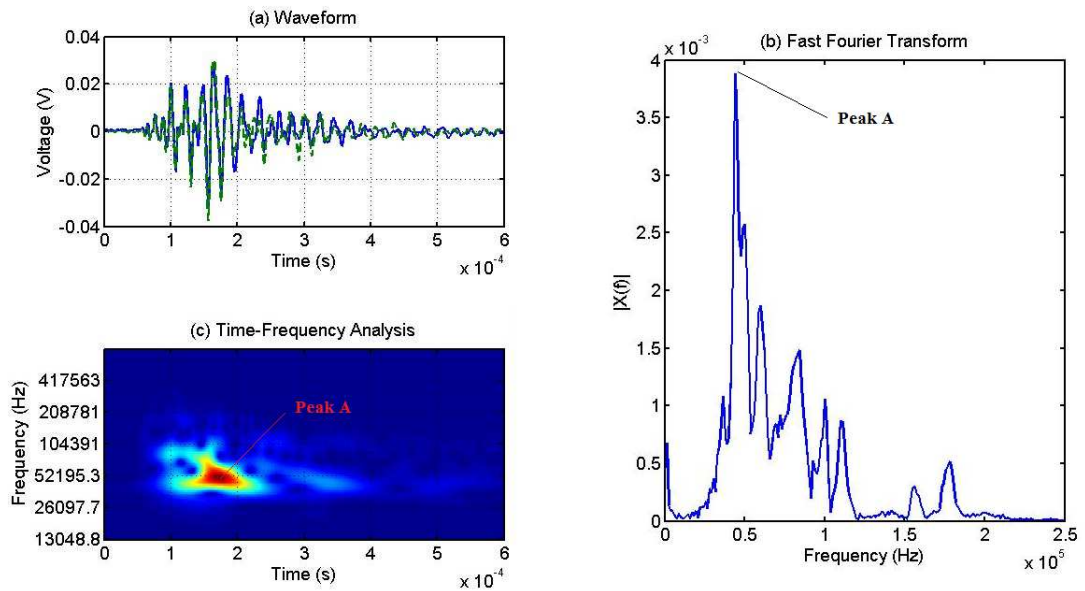 (a) Waveform
0.04
0.02
0
-0.02
-0.04
Voltage (V)
0 1 2 3 4 5 6
Time (s)
x 10^-4
(c) Time-Frequency Analysis
417563
208781
104391
52195.3
26097.7
13048.8
Frequency (Hz)
Peak A
0 1 2 3 4 5 6
Time (s)
x 10^-4
(b) Fast Fourier Transform
x 10^-3
4
3.5
3
2.5
2
1.5
1
0.5
0
|X(f)|
Peak A
0 0.5 1 1.5 2 2.5
Frequency (Hz)
x 10^5